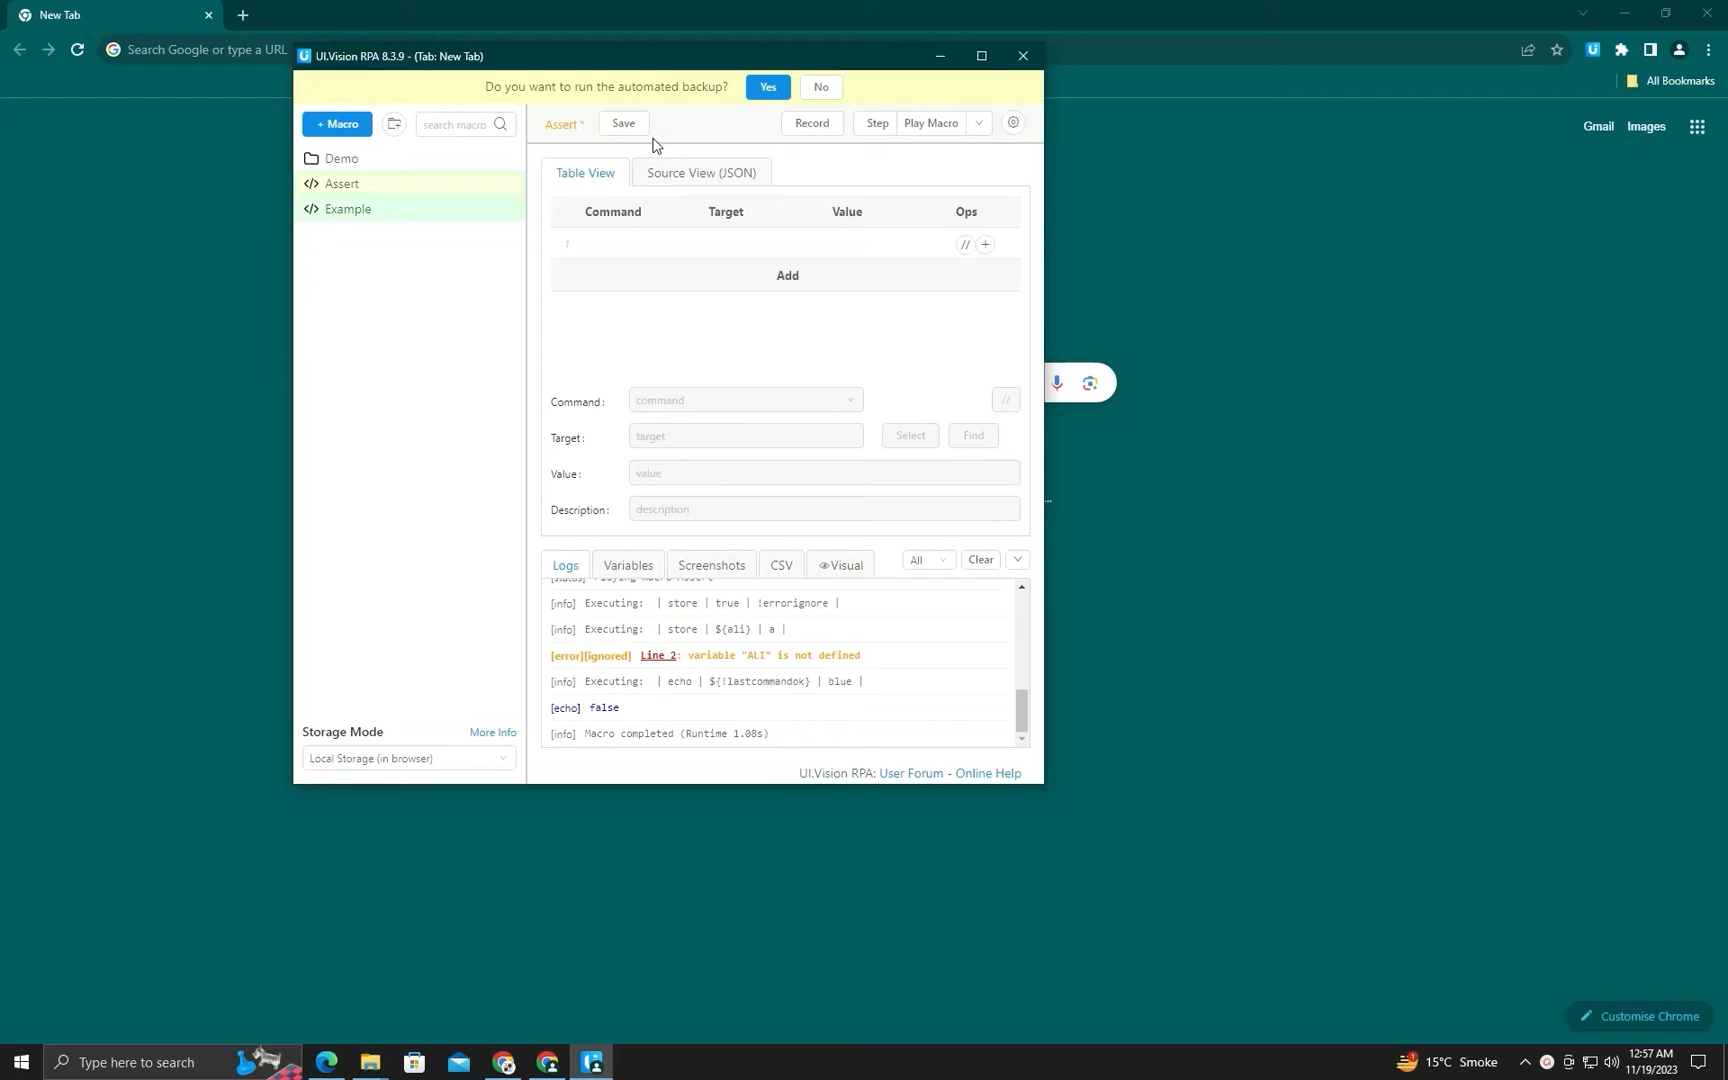 New Tab
Search Google or type a URL
All Bookmarks
Gmail
Images
UI.Vision RPA 8.3.9 - (Tab: New Tab)
Do you want to run the automated backup?
Yes
No
+ Macro
search macro
Demo
Assert
Example
Assert *
Save
Record
Step
Play Macro
Table View
Source View (JSON)
Command Target Value Ops
1 //
Add
Command: command
//
Target: target
Select
Find
Value: value
Description: description
Logs
Variables
Screenshots
CSV
Visual
All
Clear
[status] Playing macro Assert
[info] Executing: | store | true | !errorignore |
[info] Executing: | store | ${ali} | a |
[error][ignored] Line 2: variable "ALI" is not defined
[info] Executing: | echo | ${!lastcommandok} | blue |
[echo] false
[info] Macro completed (Runtime 1.08s)
UI.Vision RPA: User Forum - Online Help
Storage Mode
More Info
Local Storage (in browser)
...
Customise Chrome
Type here to search
1
15°C Smoke
12:57 AM
11/19/2023